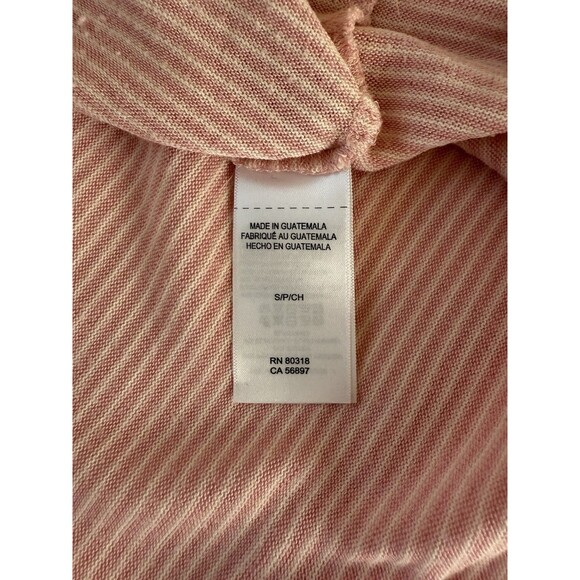 MADE IN GUATEMALA
FABRIQUÉ AU GUATEMALA
HECHO EN GUATEMALA
S/P/CH
RN 80318
CA 56897